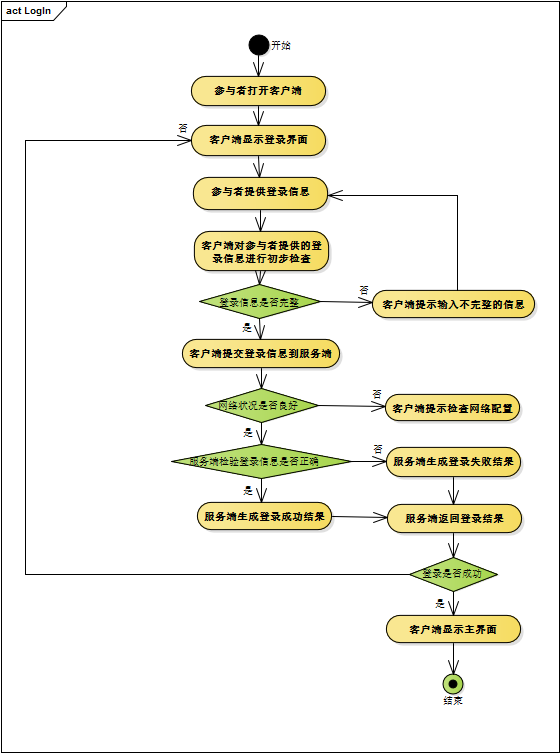 act LogIn
开始
参与者打开客户端
否
客户端显示登录界面
参与者提供登录信息
客户端对参与者提供的登
录信息进行初步检查
登录信息是否完整
否
客户端提示输入不完整的信息
是
客户端提交登录信息到服务端
网络状况是否良好
否
客户端提示检查网络配置
是
服务端检验登录信息是否正确
否
服务端生成登录失败结果
是
服务端生成登录成功结果
服务端返回登录结果
登录是否成功
是
客户端显示主界面
结束